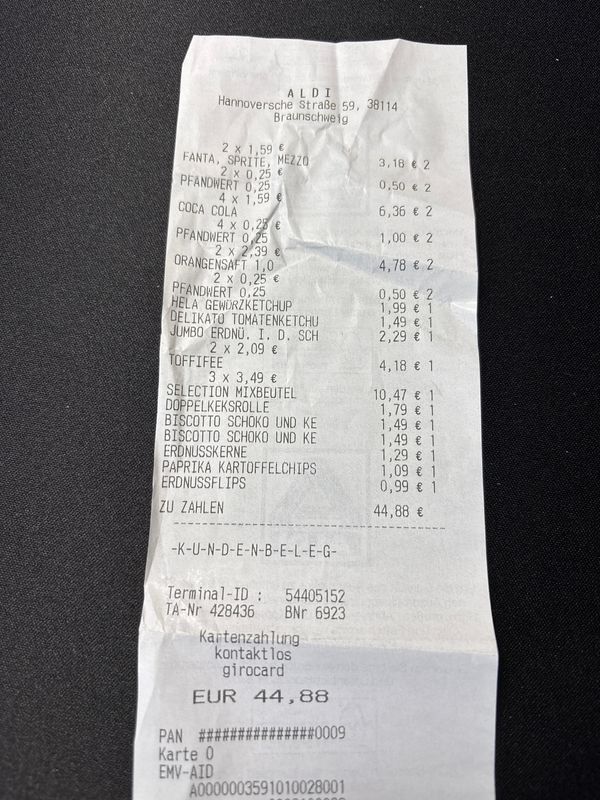 ALDI
Hannoversche Straße 59, 38114
Braunschweig
2 x 1,59 €
FANTA, SPRITE, MEZZO 3,18 € 2
2 x 0,25 €
PFANDWERT 0,25 0,50 € 2
4 x 1,59 €
COCA COLA 6,36 € 2
4 x 0,25 €
PFANDWERT 0,25 1,00 € 2
2 x 2,39 €
ORANGENSAFT 1,0 4,78 € 2
2 x 0,25 €
PFANDWERT 0,25 0,50 € 2
HELA GEWÜRZKETCHUP 1,99 € 1
DELIKATO TOMATENKETCHU 1,49 € 1
JUMBO ERDNÜ. I. D. SCH 2,29 € 1
2 x 2,09 €
TOFFIFEE 4,18 € 1
3 x 3,49 €
SELECTION MIXBEUTEL 10,47 € 1
DOPPELKEKSROLLE 1,79 € 1
BISCOTTO SCHOKO UND KE 1,49 € 1
BISCOTTO SCHOKO UND KE 1,49 € 1
ERDNUSSKERNE 1,29 € 1
PAPRIKA KARTOFFELCHIPS 1,09 € 1
ERDNUSSFLIPS 0,99 € 1
ZU ZAHLEN 44,88 €
-K-U-N-D-E-N-B-E-L-E-G-
Terminal-ID : 54405152
TA-Nr 428436 BNr 6923
Kartenzahlung
kontaktlos
girocard
EUR 44,88
PAN ###############0009
Karte 0
EMV-AID
A0000003591010028001